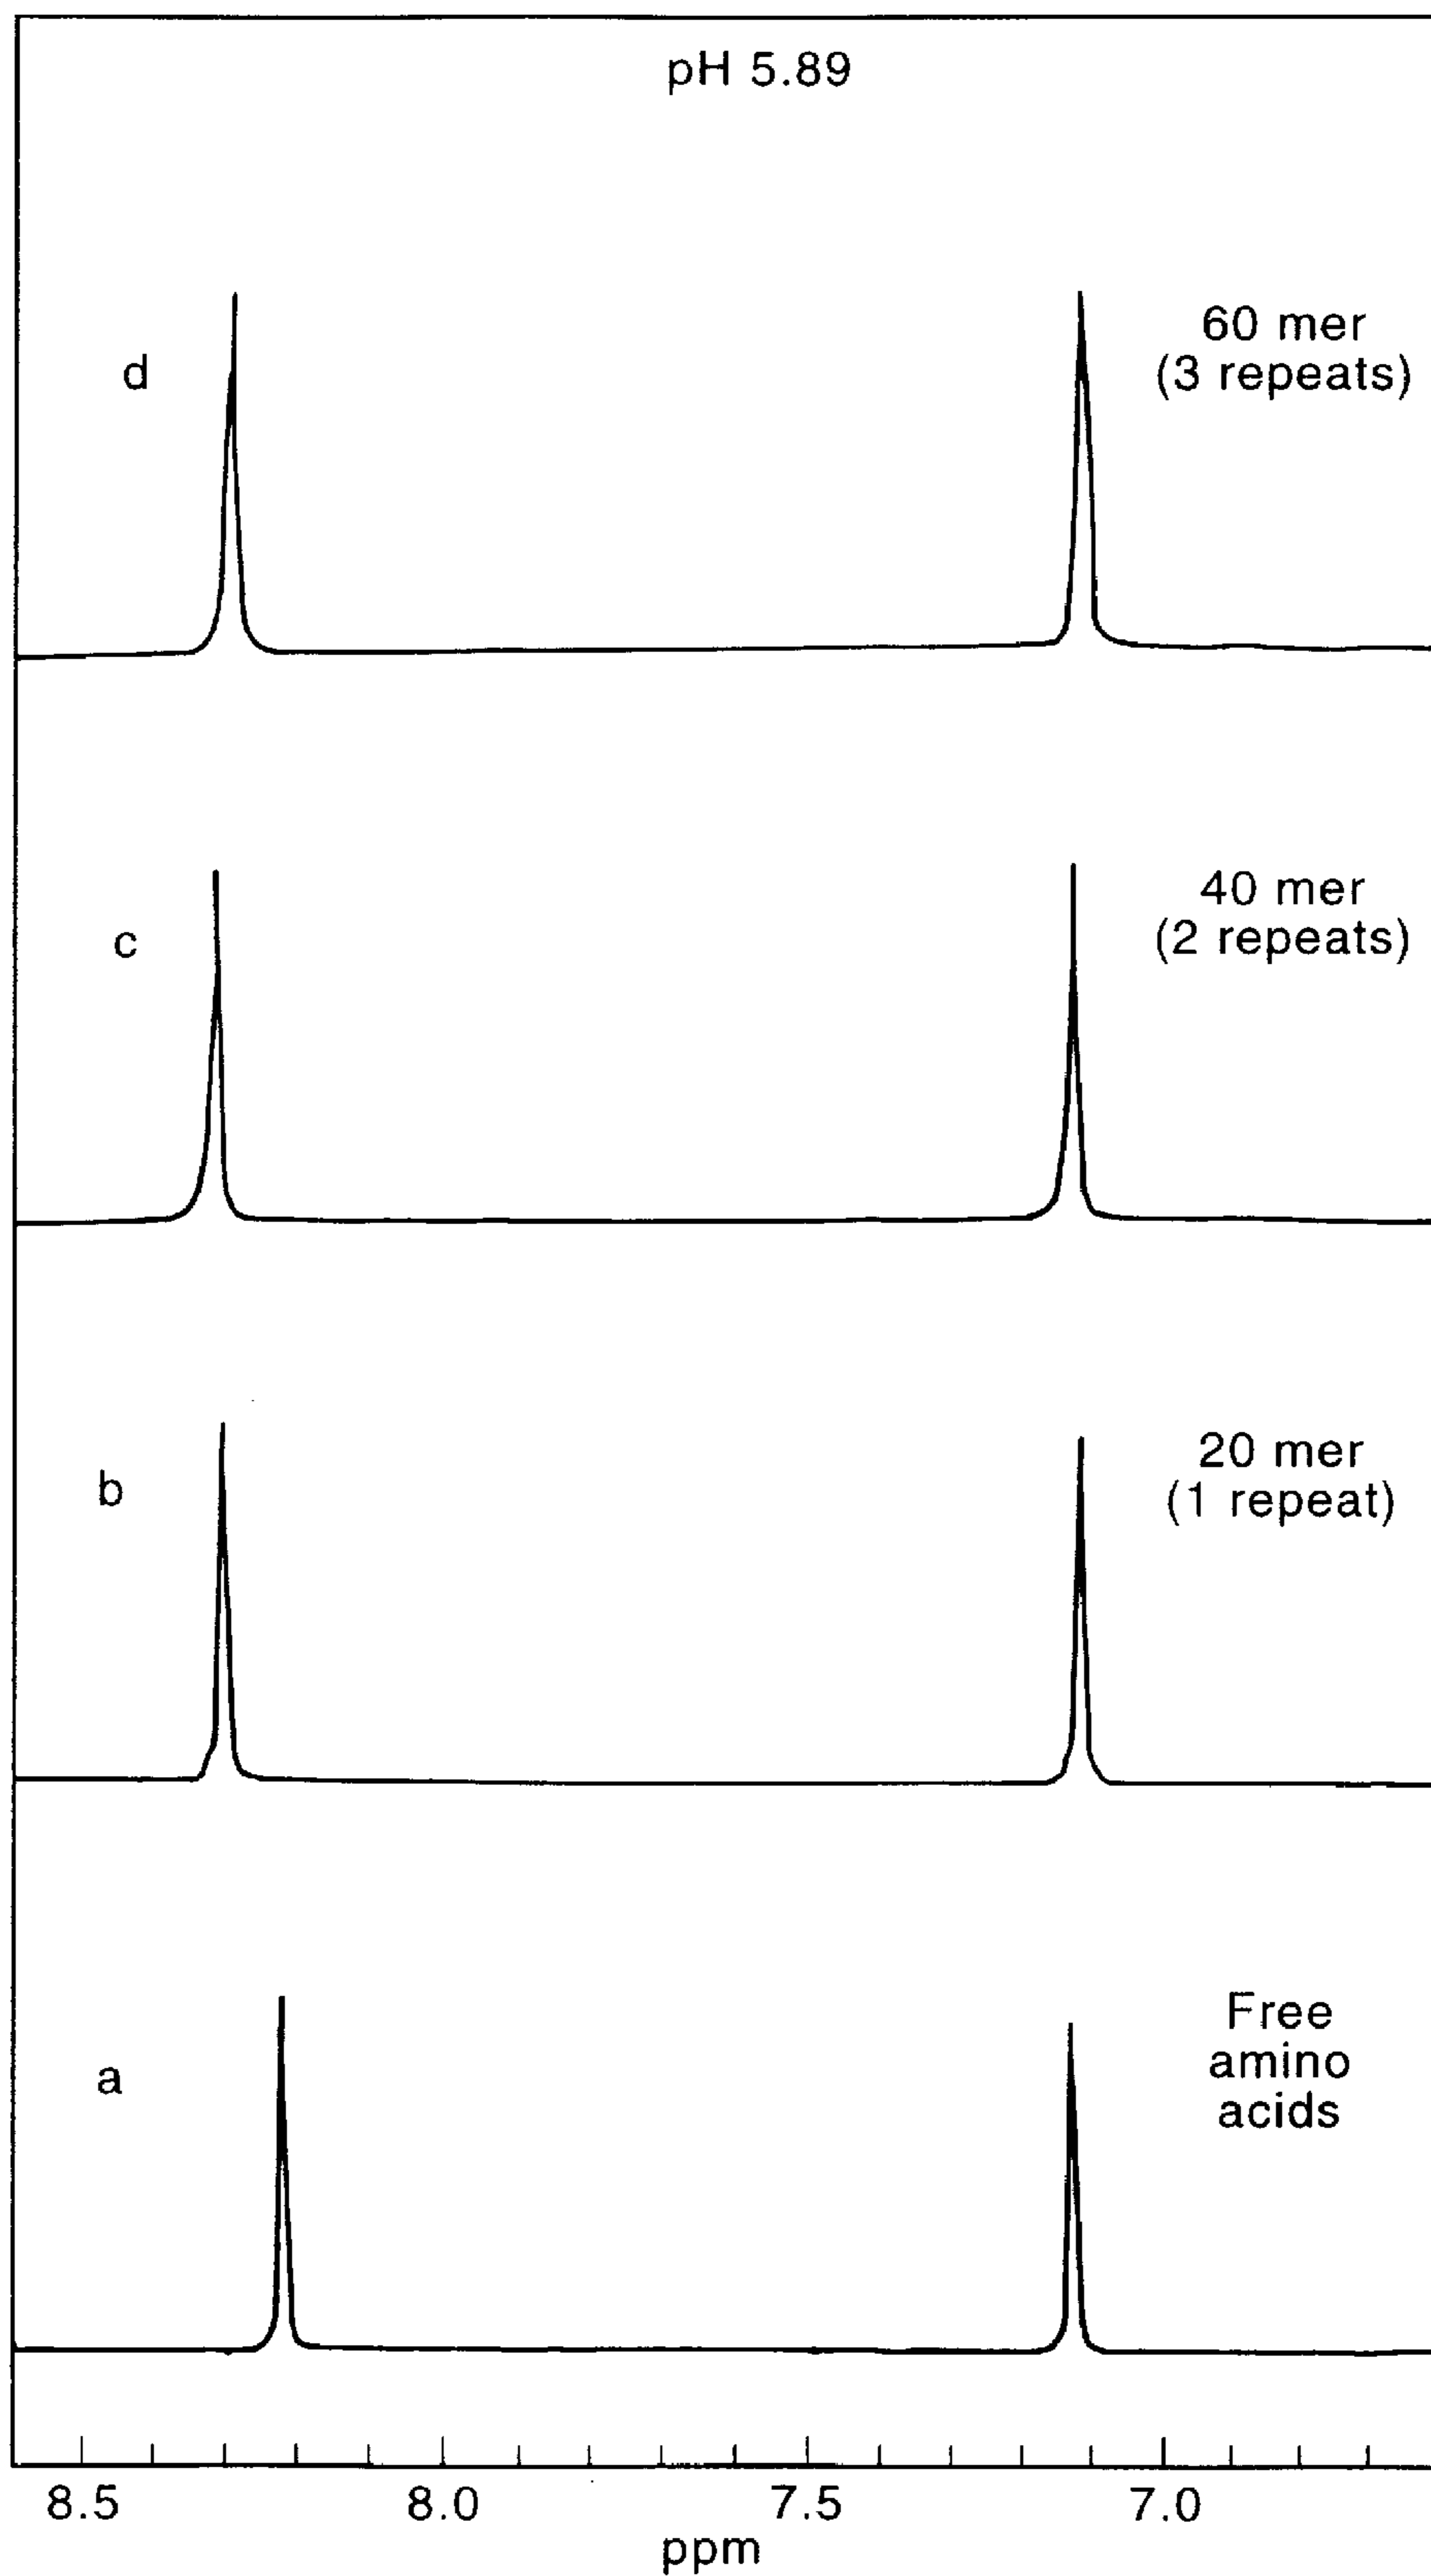 pH 5.89
d
60 mer
(3 repeats)
c
40 mer
(2 repeats)
b
20 mer
(1 repeat)
a
Free
amino
acids
8.5 8.0 7.5 7.0
ppm